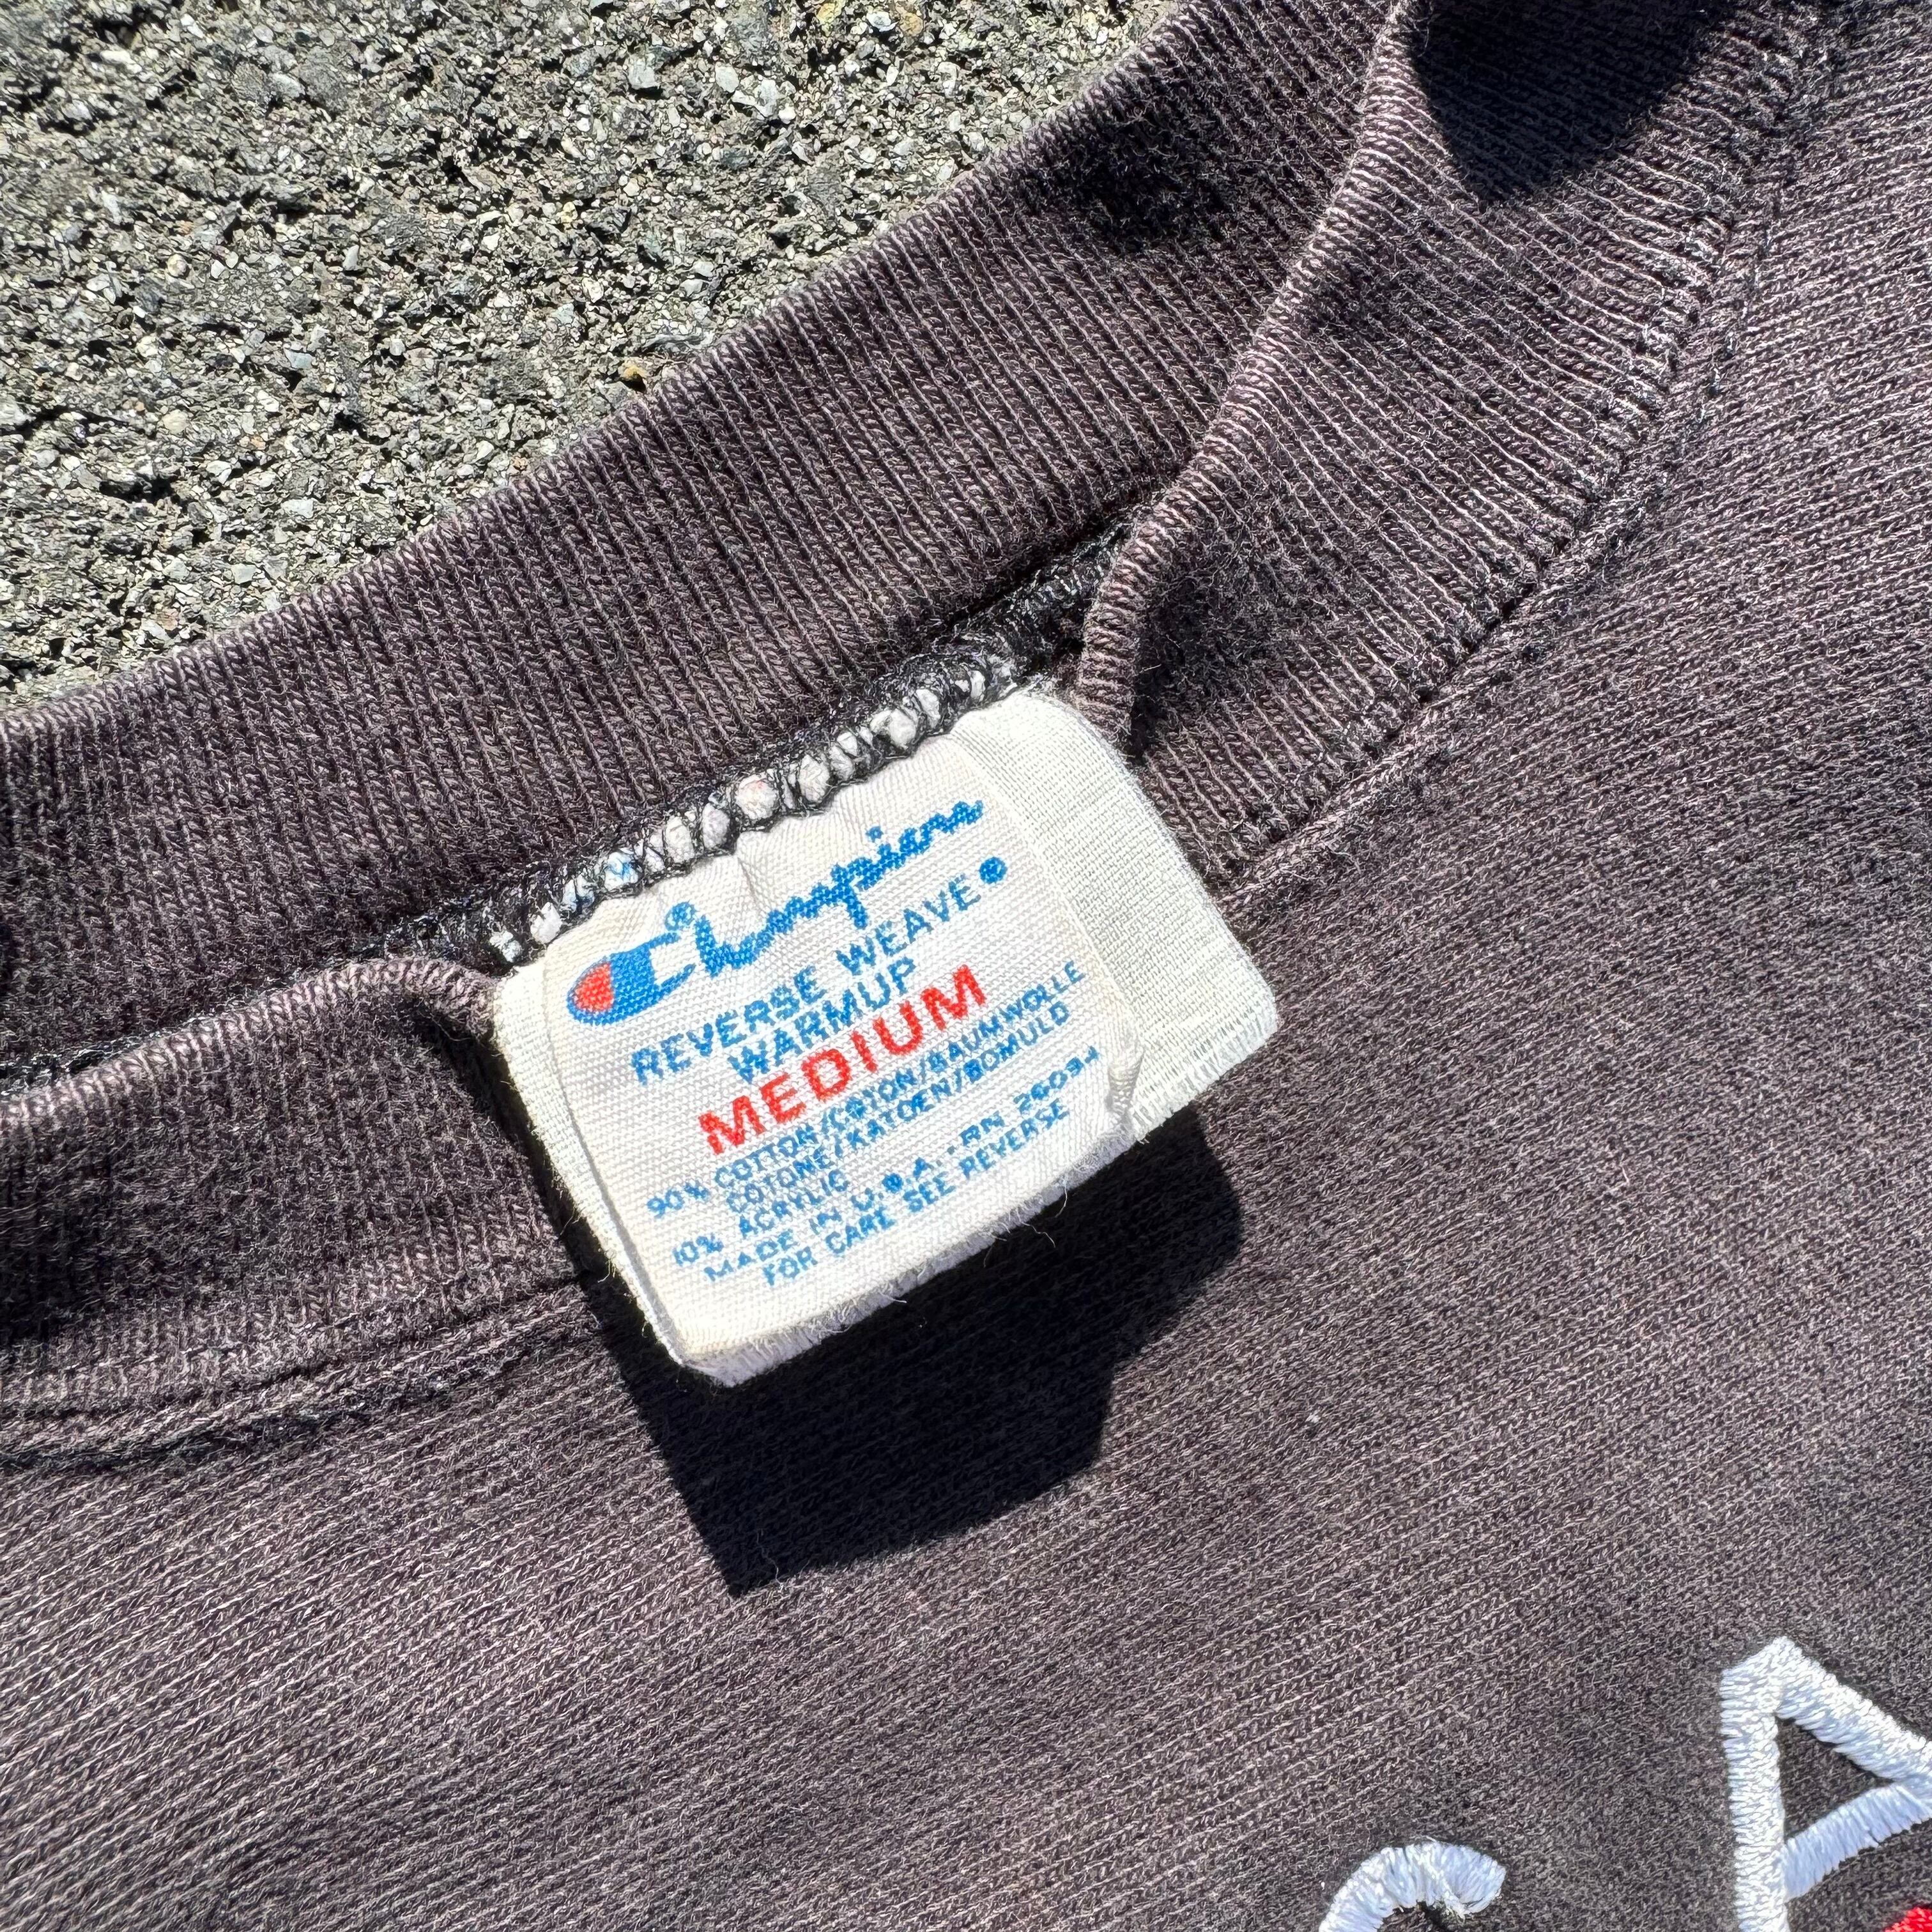 Champion®
REVERSE WEAVE
WARMUP
MEDIUM
90% COTTON/COTON/BAUMWOLLE
COTONE/KATOEN/BOMULD
10% ACRYLIC
MADE IN U.S.A. - RN 26094
FOR CARE SEE REVERSE